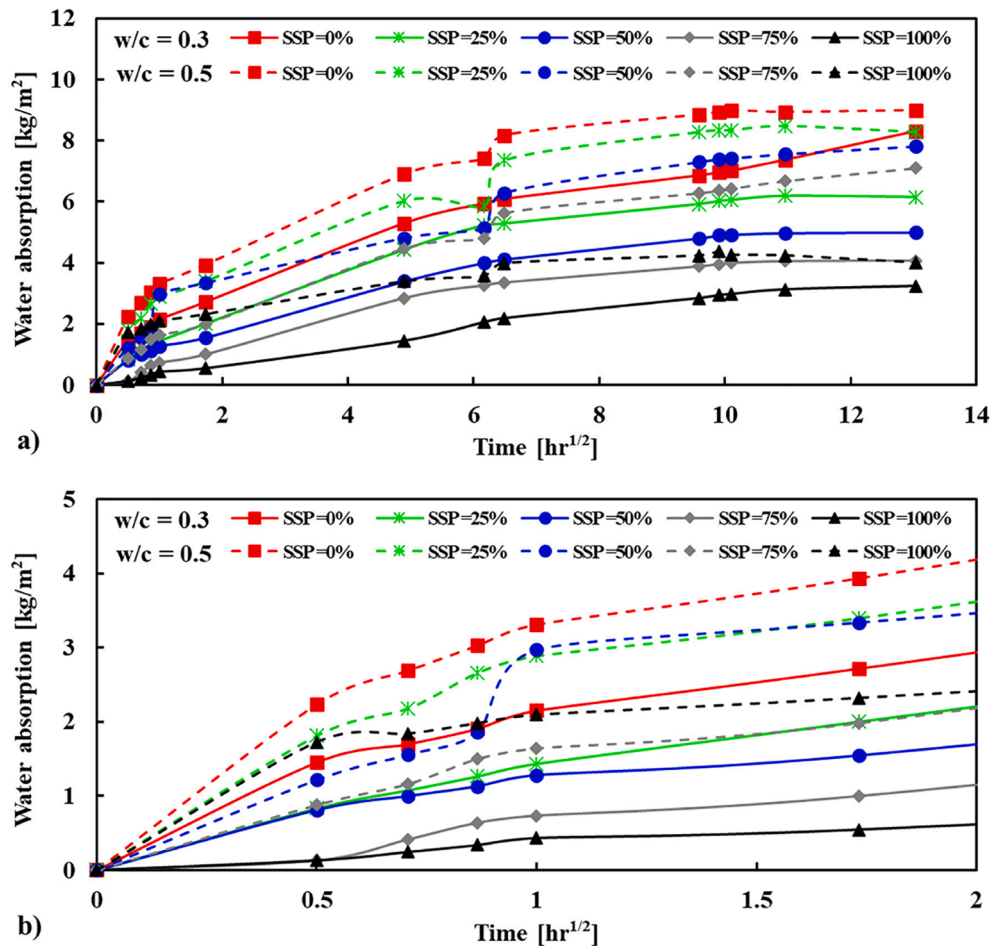 w/c = 0.3 SSP=0% SSP=25% SSP=50% SSP=75% SSP=100%
w/c = 0.5 SSP=0% SSP=25% SSP=50% SSP=75% SSP=100%
Water absorption [kg/m²]
12
10
8
6
4
2
0
0 2 4 6 8 10 12 14
a) Time [hr¹/²]
w/c = 0.3 SSP=0% SSP=25% SSP=50% SSP=75% SSP=100%
w/c = 0.5 SSP=0% SSP=25% SSP=50% SSP=75% SSP=100%
Water absorption [kg/m²]
5
4
3
2
1
0
0 0.5 1 1.5 2
b) Time [hr¹/²]